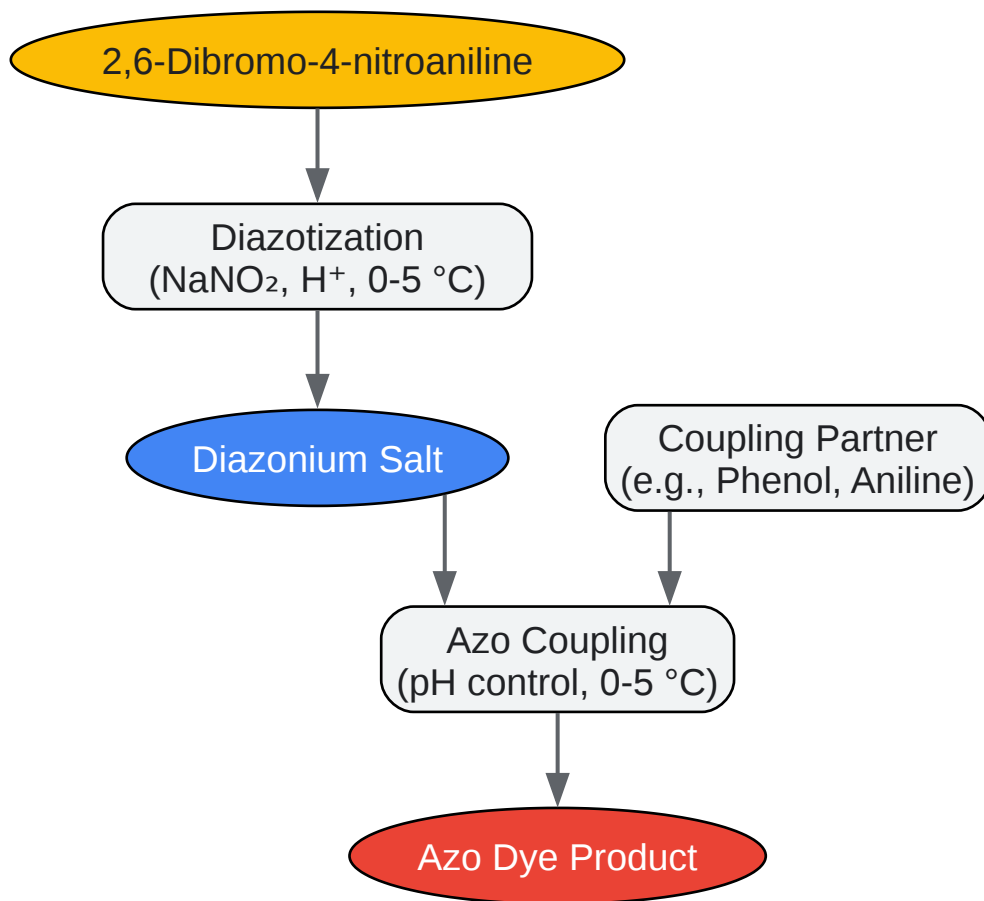 2,6-Dibromo-4-nitroaniline
Diazotization
(NaNO₂, H⁺, 0-5 °C)
Diazonium Salt
Coupling Partner
(e.g., Phenol, Aniline)
Azo Coupling
(pH control, 0-5 °C)
Azo Dye Product